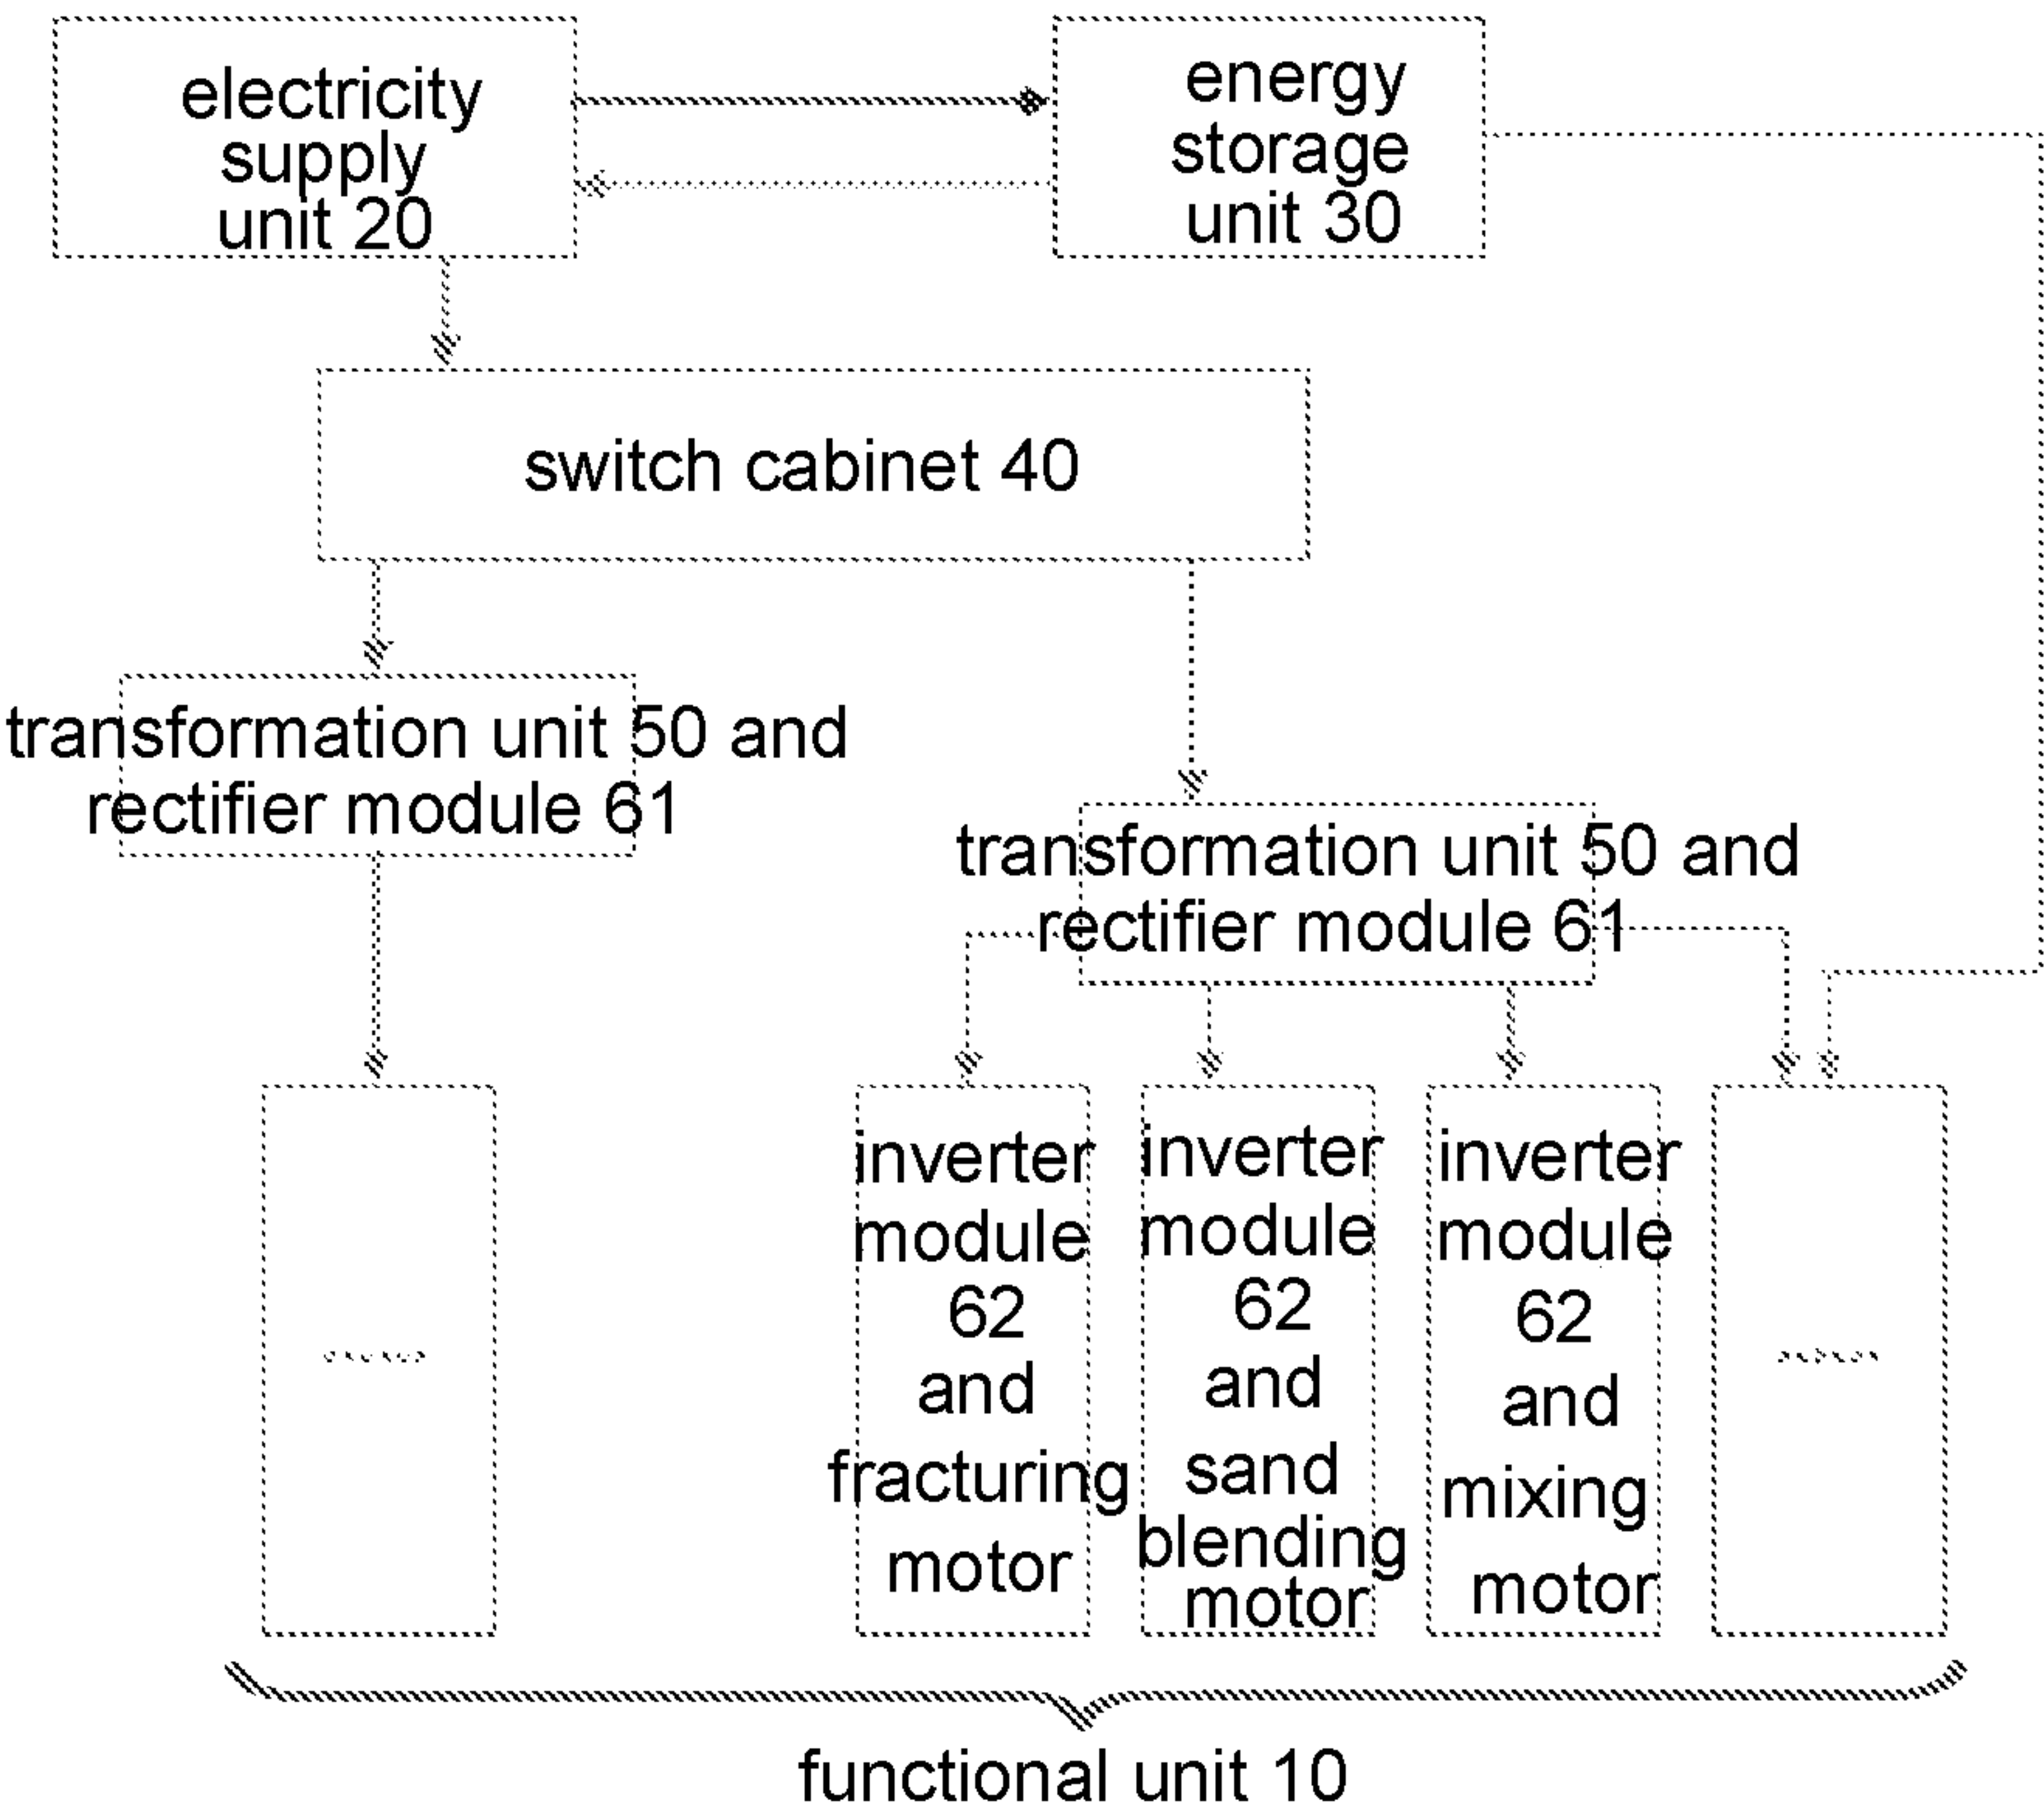 electricity
supply
unit 20
energy
storage
unit 30
switch cabinet 40
transformation unit 50 and
rectifier module 61
transformation unit 50 and
rectifier module 61
......
inverter
module
62
and
fracturing
motor
inverter
module
62
and
sand
blending
motor
inverter
module
62
and
mixing
motor
......
functional unit 10